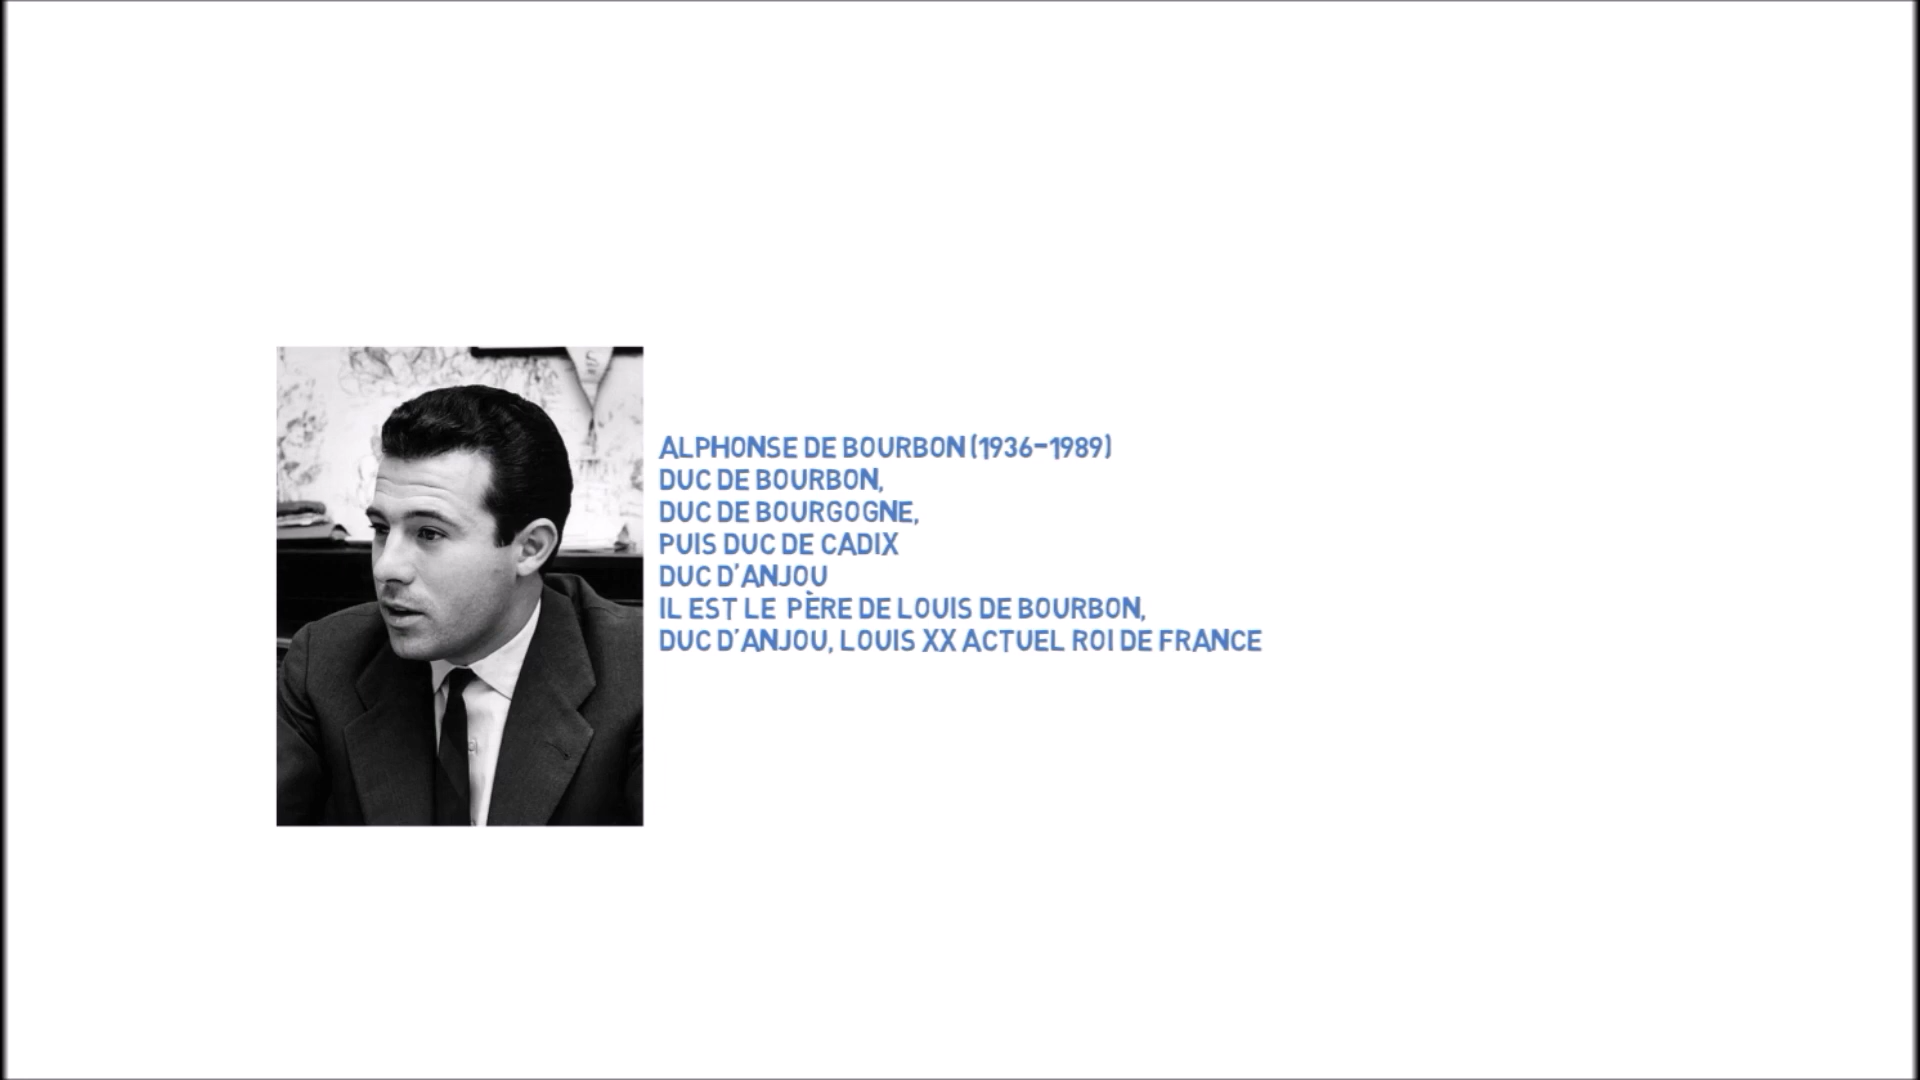 ALPHONSE DE BOURBON (1936-1989)
DUC DE BOURBON,
DUC DE BOURGOGNE,
PUIS DUC DE CADIX
DUC D'ANJOU
IL EST LE PÈRE DE LOUIS DE BOURBON,
DUC D'ANJOU, LOUIS XX ACTUEL ROI DE FRANCE